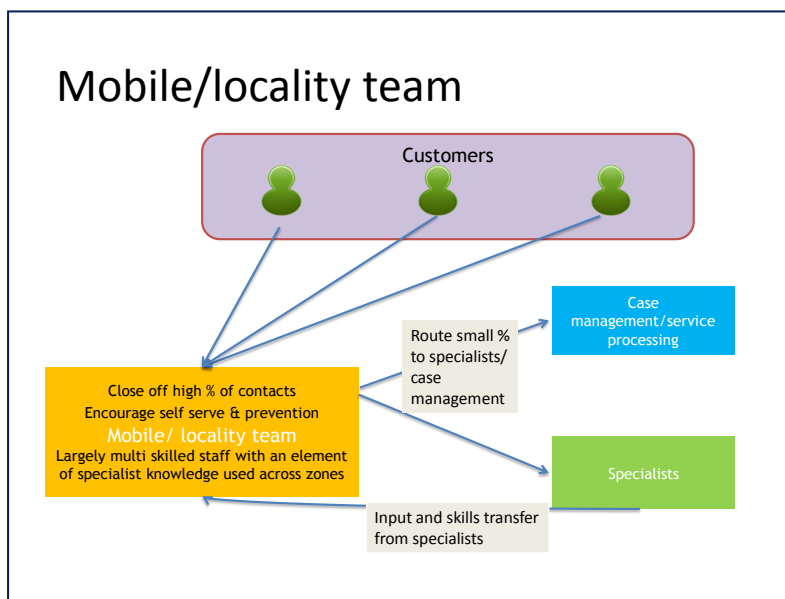 Mobile/locality team
Customers
Case
management/service
processing
Route small %
to specialists/
case
management
Close off high % of contacts
Encourage self serve & prevention
Mobile/ locality team
Largely multi skilled staff with an element
of specialist knowledge used across zones
Specialists
Input and skills transfer
from specialists